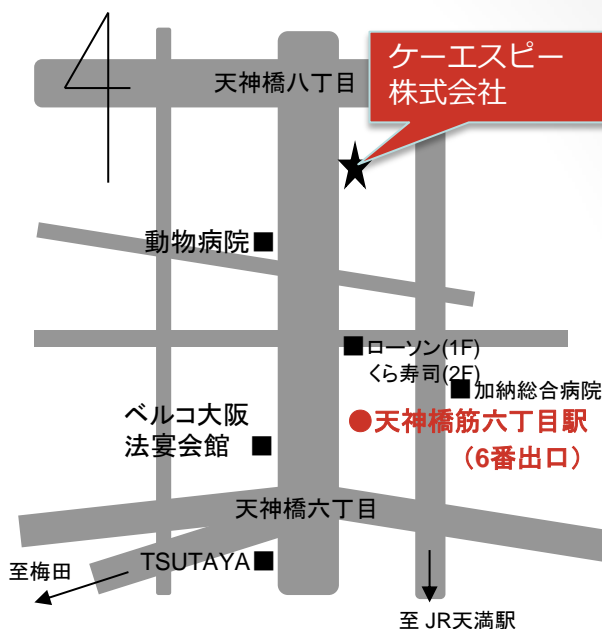 ケーエスピー
株式会社
天神橋八丁目
動物病院
ローソン(1F)
くら寿司(2F)
加納総合病院
ベルコ大阪
法宴会館
天神橋筋六丁目駅
（6番出口）
天神橋六丁目
TSUTAYA
至梅田
至 JR天満駅